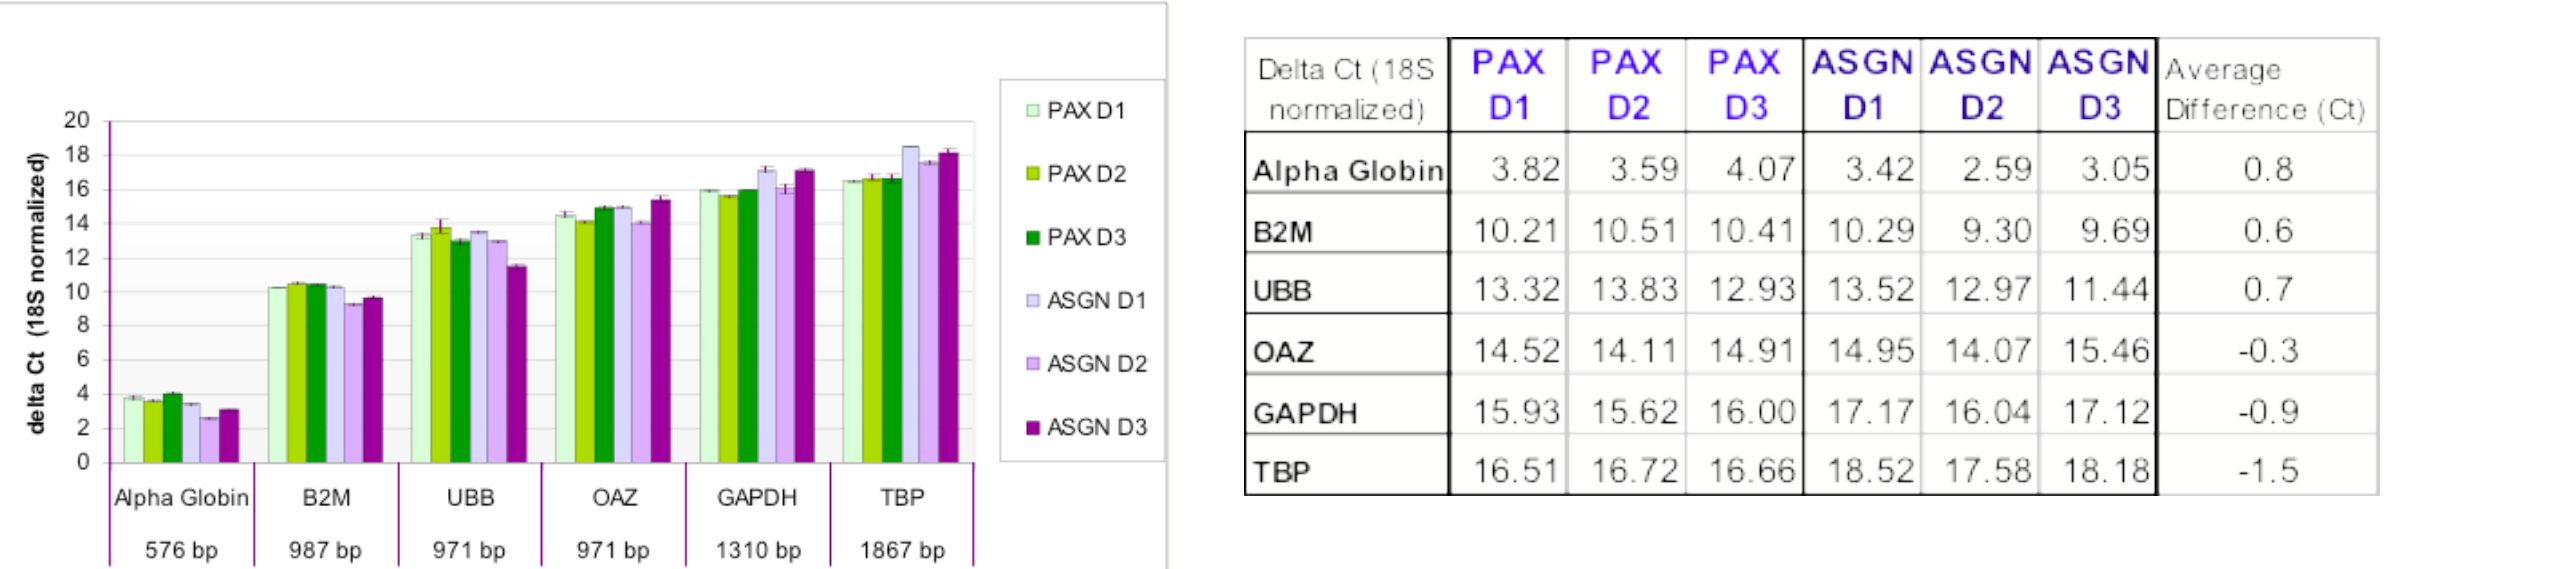 20
18
16
14
12
10
8
6
4
2
0
delta Ct (18S normalized)
Alpha Globin B2M UBB OAZ GAPDH TBP
576 bp 987 bp 971 bp 971 bp 1310 bp 1867 bp
PAX D1
PAX D2
PAX D3
ASGN D1
ASGN D2
ASGN D3
Delta Ct (18S normalized) PAX D1 PAX D2 PAX D3 ASGN D1 ASGN D2 ASGN D3 Average Difference (Ct)
Alpha Globin 3.82 3.59 4.07 3.42 2.59 3.05 0.8
B2M 10.21 10.51 10.41 10.29 9.30 9.69 0.6
UBB 13.32 13.83 12.93 13.52 12.97 11.44 0.7
OAZ 14.52 14.11 14.91 14.95 14.07 15.46 -0.3
GAPDH 15.93 15.62 16.00 17.17 16.04 17.12 -0.9
TBP 16.51 16.72 16.66 18.52 17.58 18.18 -1.5